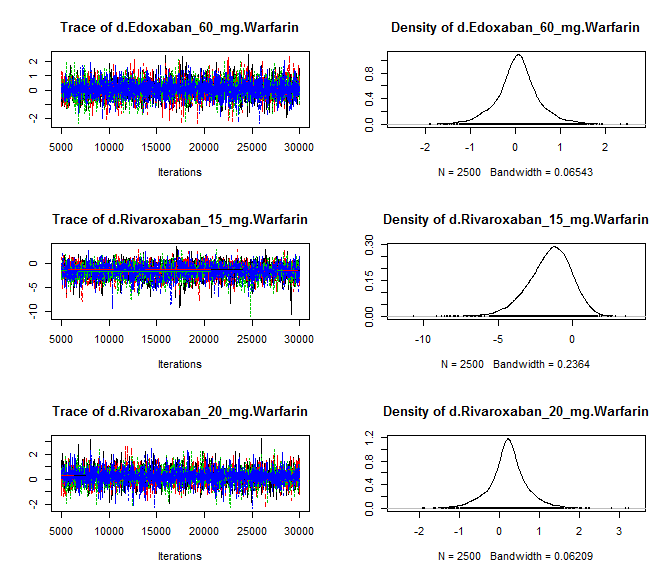 Trace of d.Edoxaban_60_mg.Warfarin
Density of d.Edoxaban_60_mg.Warfarin
2
1
0
-2
5000 10000 15000 20000 25000 30000
Iterations
0.8
0.4
0.0
-2 -1 0 1 2
N = 2500 Bandwidth = 0.06543
Trace of d.Rivaroxaban_15_mg.Warfarin
Density of d.Rivaroxaban_15_mg.Warfarin
0
-5
-10
5000 10000 15000 20000 25000 30000
Iterations
0.30
0.15
0.00
-10 -5 0
N = 2500 Bandwidth = 0.2364
Trace of d.Rivaroxaban_20_mg.Warfarin
Density of d.Rivaroxaban_20_mg.Warfarin
2
0
-2
5000 10000 15000 20000 25000 30000
Iterations
1.2
0.8
0.4
0.0
-2 -1 0 1 2 3
N = 2500 Bandwidth = 0.06209